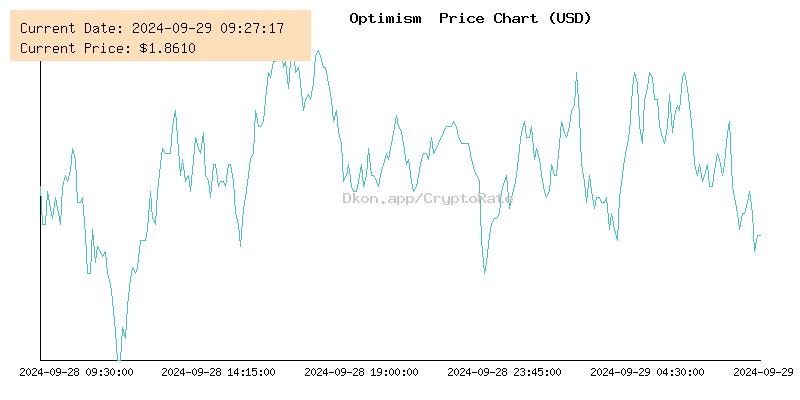 Optimism  Price Chart (USD)
Current Date: 2024-09-29 09:27:17
Current Price: $1.8610
Dkon.app/CryptoRate
2024-09-28 09:30:00 2024-09-28 14:15:00 2024-09-28 19:00:00 2024-09-28 23:45:00 2024-09-29 04:30:00 2024-09-29